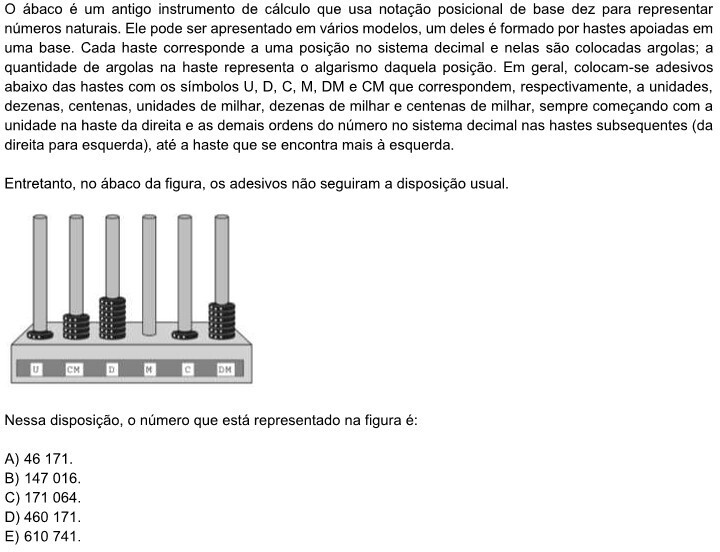 O ábaco é um antigo instrumento de cálculo que usa notação posicional de base dez para representar
números naturais. Ele pode ser apresentado em vários modelos, um deles é formado por hastes apoiadas em
uma base. Cada haste corresponde a uma posição no sistema decimal e nelas são colocadas argolas; a
quantidade de argolas na haste representa o algarismo daquela posição. Em geral, colocam-se adesivos
abaixo das hastes com os símbolos U, D, C, M, DM e CM que correspondem, respectivamente, a unidades,
dezenas, centenas, unidades de milhar, dezenas de milhar e centenas de milhar, sempre começando com a
unidade na haste da direita e as demais ordens do número no sistema decimal nas hastes subsequentes (da
direita para esquerda), até a haste que se encontra mais à esquerda.
Entretanto, no ábaco da figura, os adesivos não seguiram a disposição usual.
U CM D M C DM
Nessa disposição, o número que está representado na figura é:
A) 46 171.
B) 147 016.
C) 171 064.
D) 460 171.
E) 610 741.